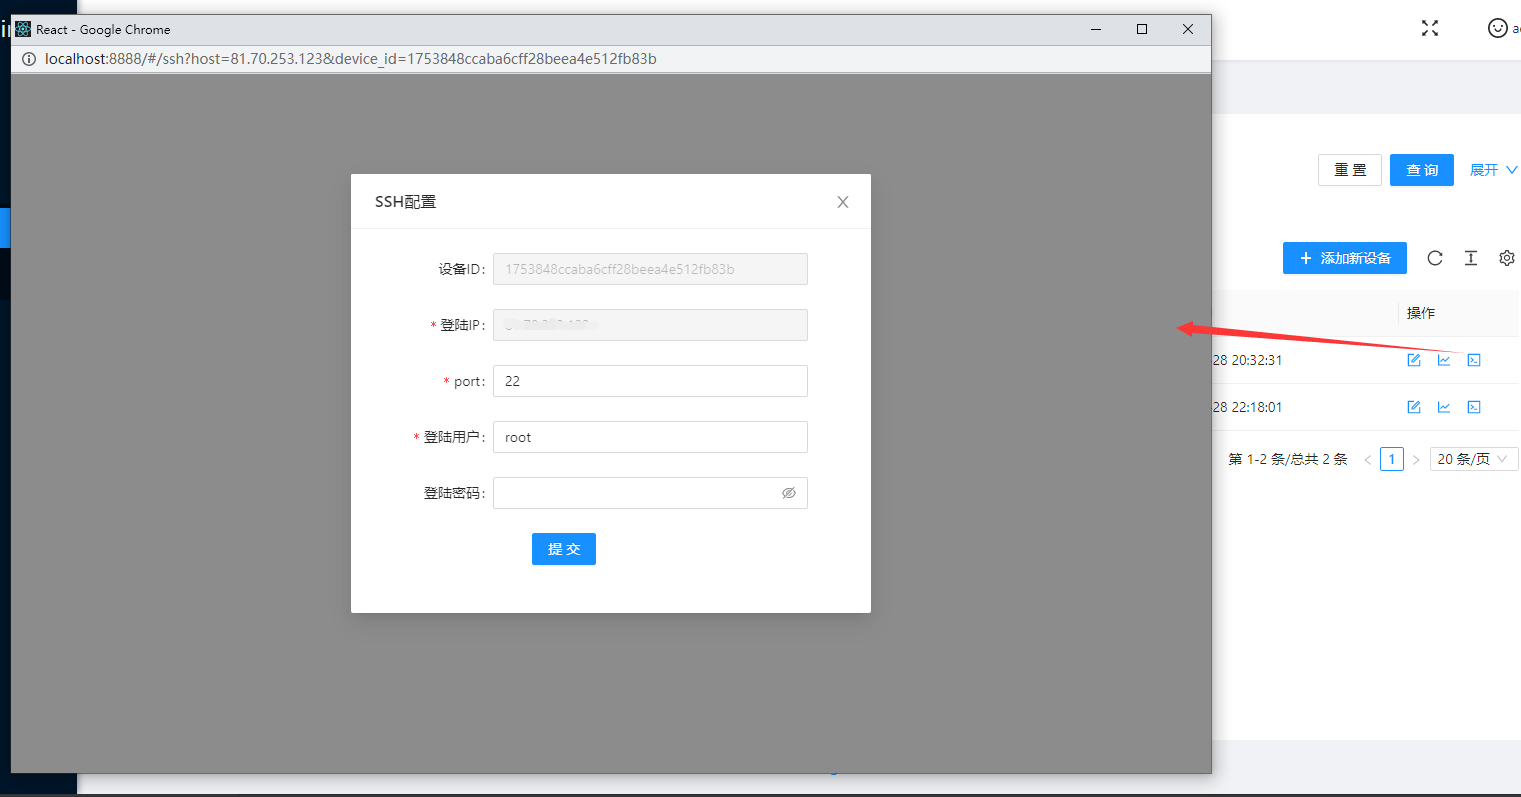 React - Google Chrome
localhost:8888/#/ssh?host=81.70.253.123&device_id=1753848ccaba6cff28beea4e512fb83b
重 置
查 询
展开
SSH配置
添加新设备
设备ID:
1753848ccaba6cff28beea4e512fb83b
操作
* 登陆IP:
28 20:32:31
* port:
22
28 22:18:01
* 登陆用户:
root
第 1-2 条/总共 2 条
1
20 条/页
登陆密码:
提 交